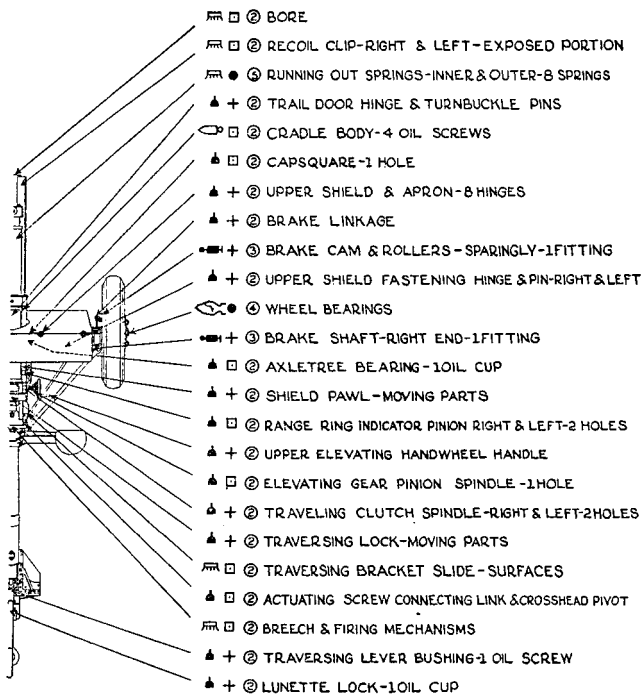 ② BORE
② RECOIL CLIP-RIGHT & LEFT-EXPOSED PORTION
⑤ RUNNING OUT SPRINGS-INNER & OUTER-8 SPRINGS
+ ② TRAIL DOOR HINGE & TURNBUCKLE PINS
② CRADLE BODY-4 OIL SCREWS
② CAPSQUARE-1 HOLE
+ ② UPPER SHIELD & APRON-8 HINGES
+ ② BRAKE LINKAGE
+ ③ BRAKE CAM & ROLLERS-SPARINGLY-1 FITTING
+ ② UPPER SHIELD FASTENING HINGE & PIN-RIGHT & LEFT
④ WHEEL BEARINGS
+ ③ BRAKE SHAFT-RIGHT END-1 FITTING
② AXLETREE BEARING-1 OIL CUP
+ ② SHIELD PAWL-MOVING PARTS
② RANGE RING INDICATOR PINION RIGHT & LEFT-2 HOLES
+ ② UPPER ELEVATING HANDWHEEL HANDLE
② ELEVATING GEAR PINION SPINDLE-1 HOLE
+ ② TRAVELING CLUTCH SPINDLE-RIGHT & LEFT-2 HOLES
+ ② TRAVERSING LOCK-MOVING PARTS
② TRAVERSING BRACKET SLIDE-SURFACES
② ACTUATING SCREW CONNECTING LINK & CROSSHEAD PIVOT
② BREECH & FIRING MECHANISMS
+ ② TRAVERSING LEVER BUSHING-1 OIL SCREW
+ ② LUNETTE LOCK-1 OIL CUP